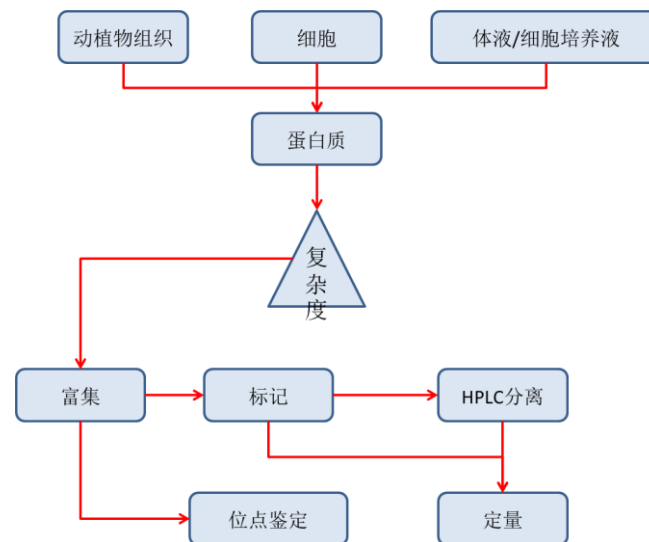 动植物组织
细胞
体液/细胞培养液
蛋白质
复
杂
度
富集
标记
HPLC分离
位点鉴定
定量